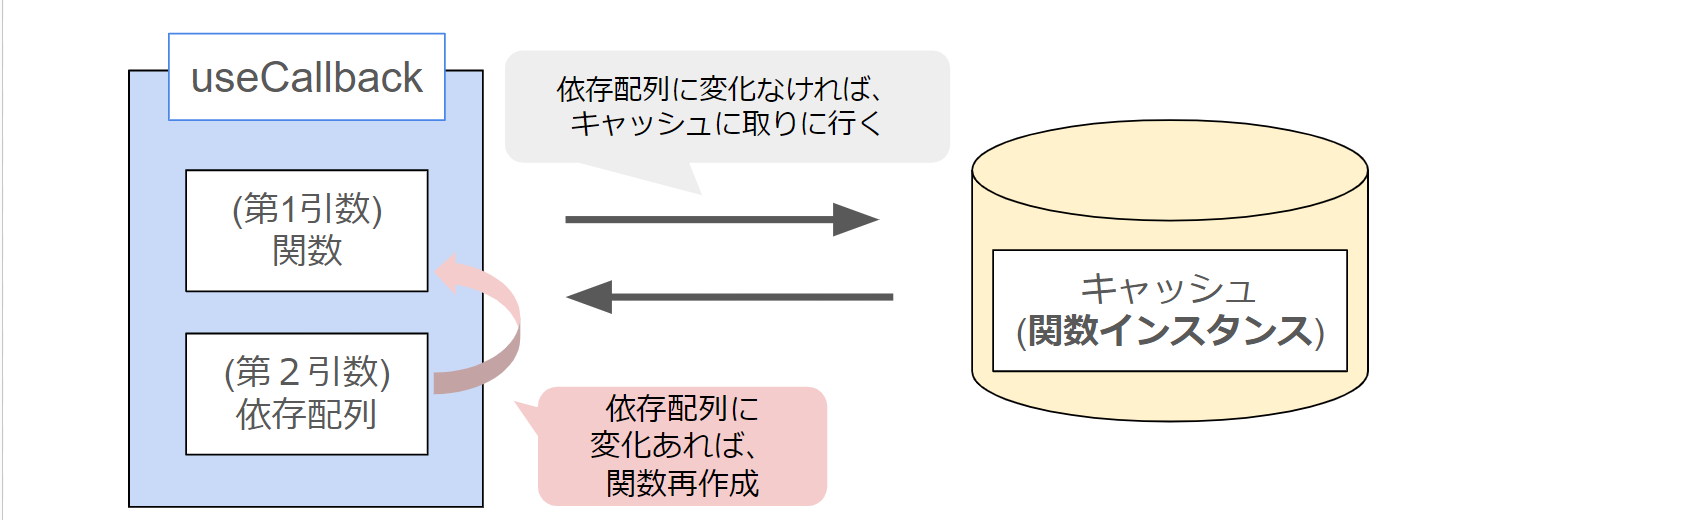 useCallback
依存配列に変化なければ、
キャッシュに取りに行く
(第1引数)
関数
キャッシュ
(関数インスタンス)
(第２引数)
依存配列
依存配列に
変化あれば、
関数再作成